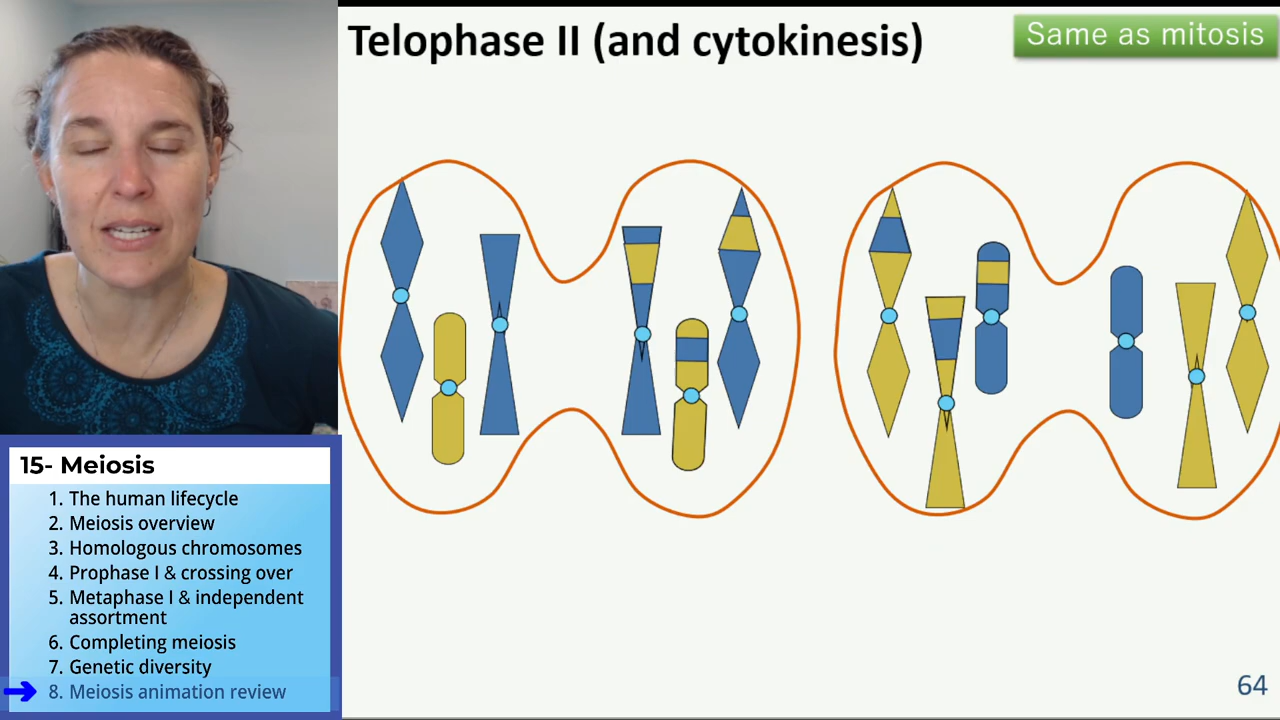 Telophase II (and cytokinesis)
Same as mitosis
15- Meiosis
1. The human lifecycle
2. Meiosis overview
3. Homologous chromosomes
4. Prophase I & crossing over
5. Metaphase I & independent
assortment
6. Completing meiosis
7. Genetic diversity
8. Meiosis animation review
64